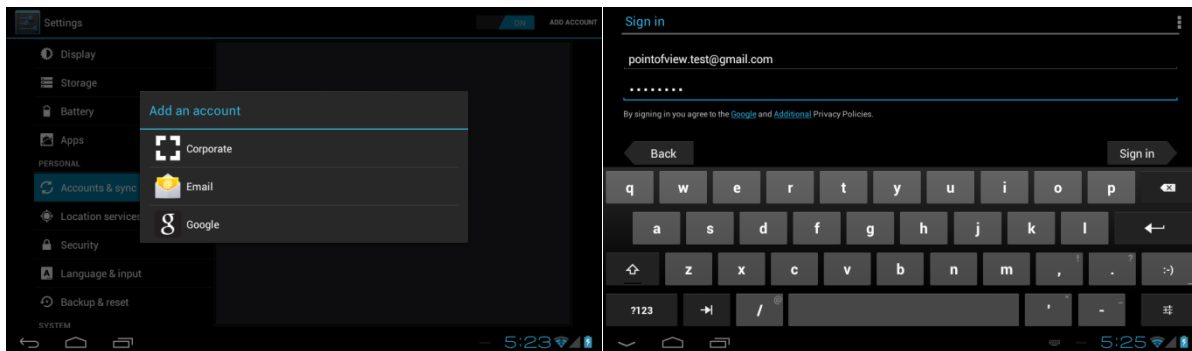 Settings
ON
ADD ACCOUNT
Display
Storage
Battery
Apps
PERSONAL
Accounts & sync
Location services
Security
Language & input
Backup & reset
SYSTEM
Add an account
Corporate
Email
Google
5:23
Sign in
pointofview.test@gmail.com
By signing in you agree to the Google and Additional Privacy Policies.
Back
Sign in
q w e r t y u i o p
a s d f g h j k l
z x c v b n m , ! . ? :-)
?123 / @ ' " - _
5:25